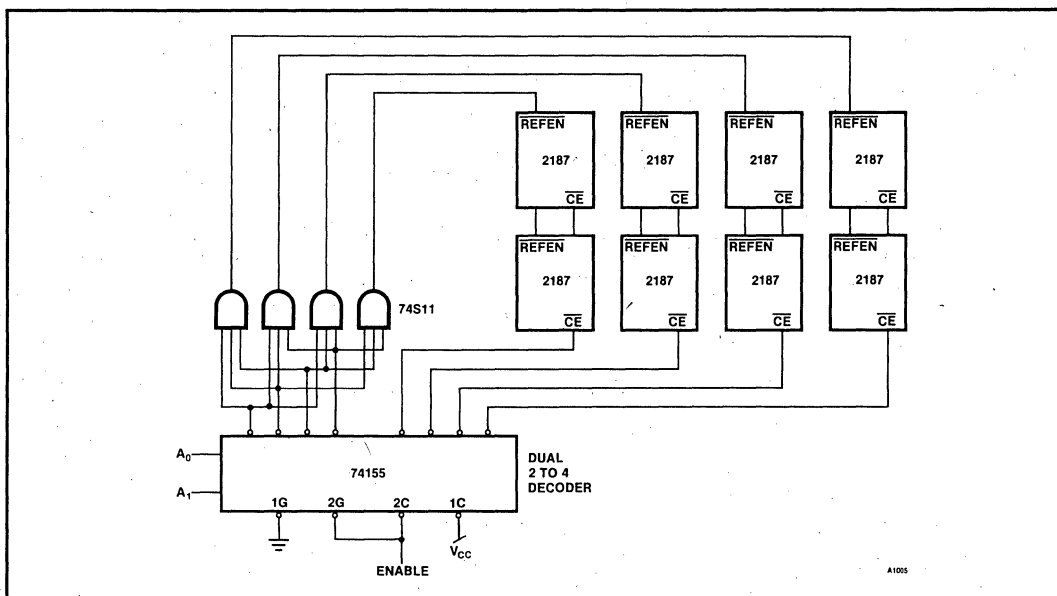 REFEN REFEN REFEN REFEN
2187 2187 2187 2187
CE CE CE CE
REFEN REFEN REFEN REFEN
2187 2187 2187 2187
74S11
CE CE CE CE
A0
74155
DUAL
2 TO 4
DECODER
A1
1G 2G 2C 1C
VCC
ENABLE
A1005